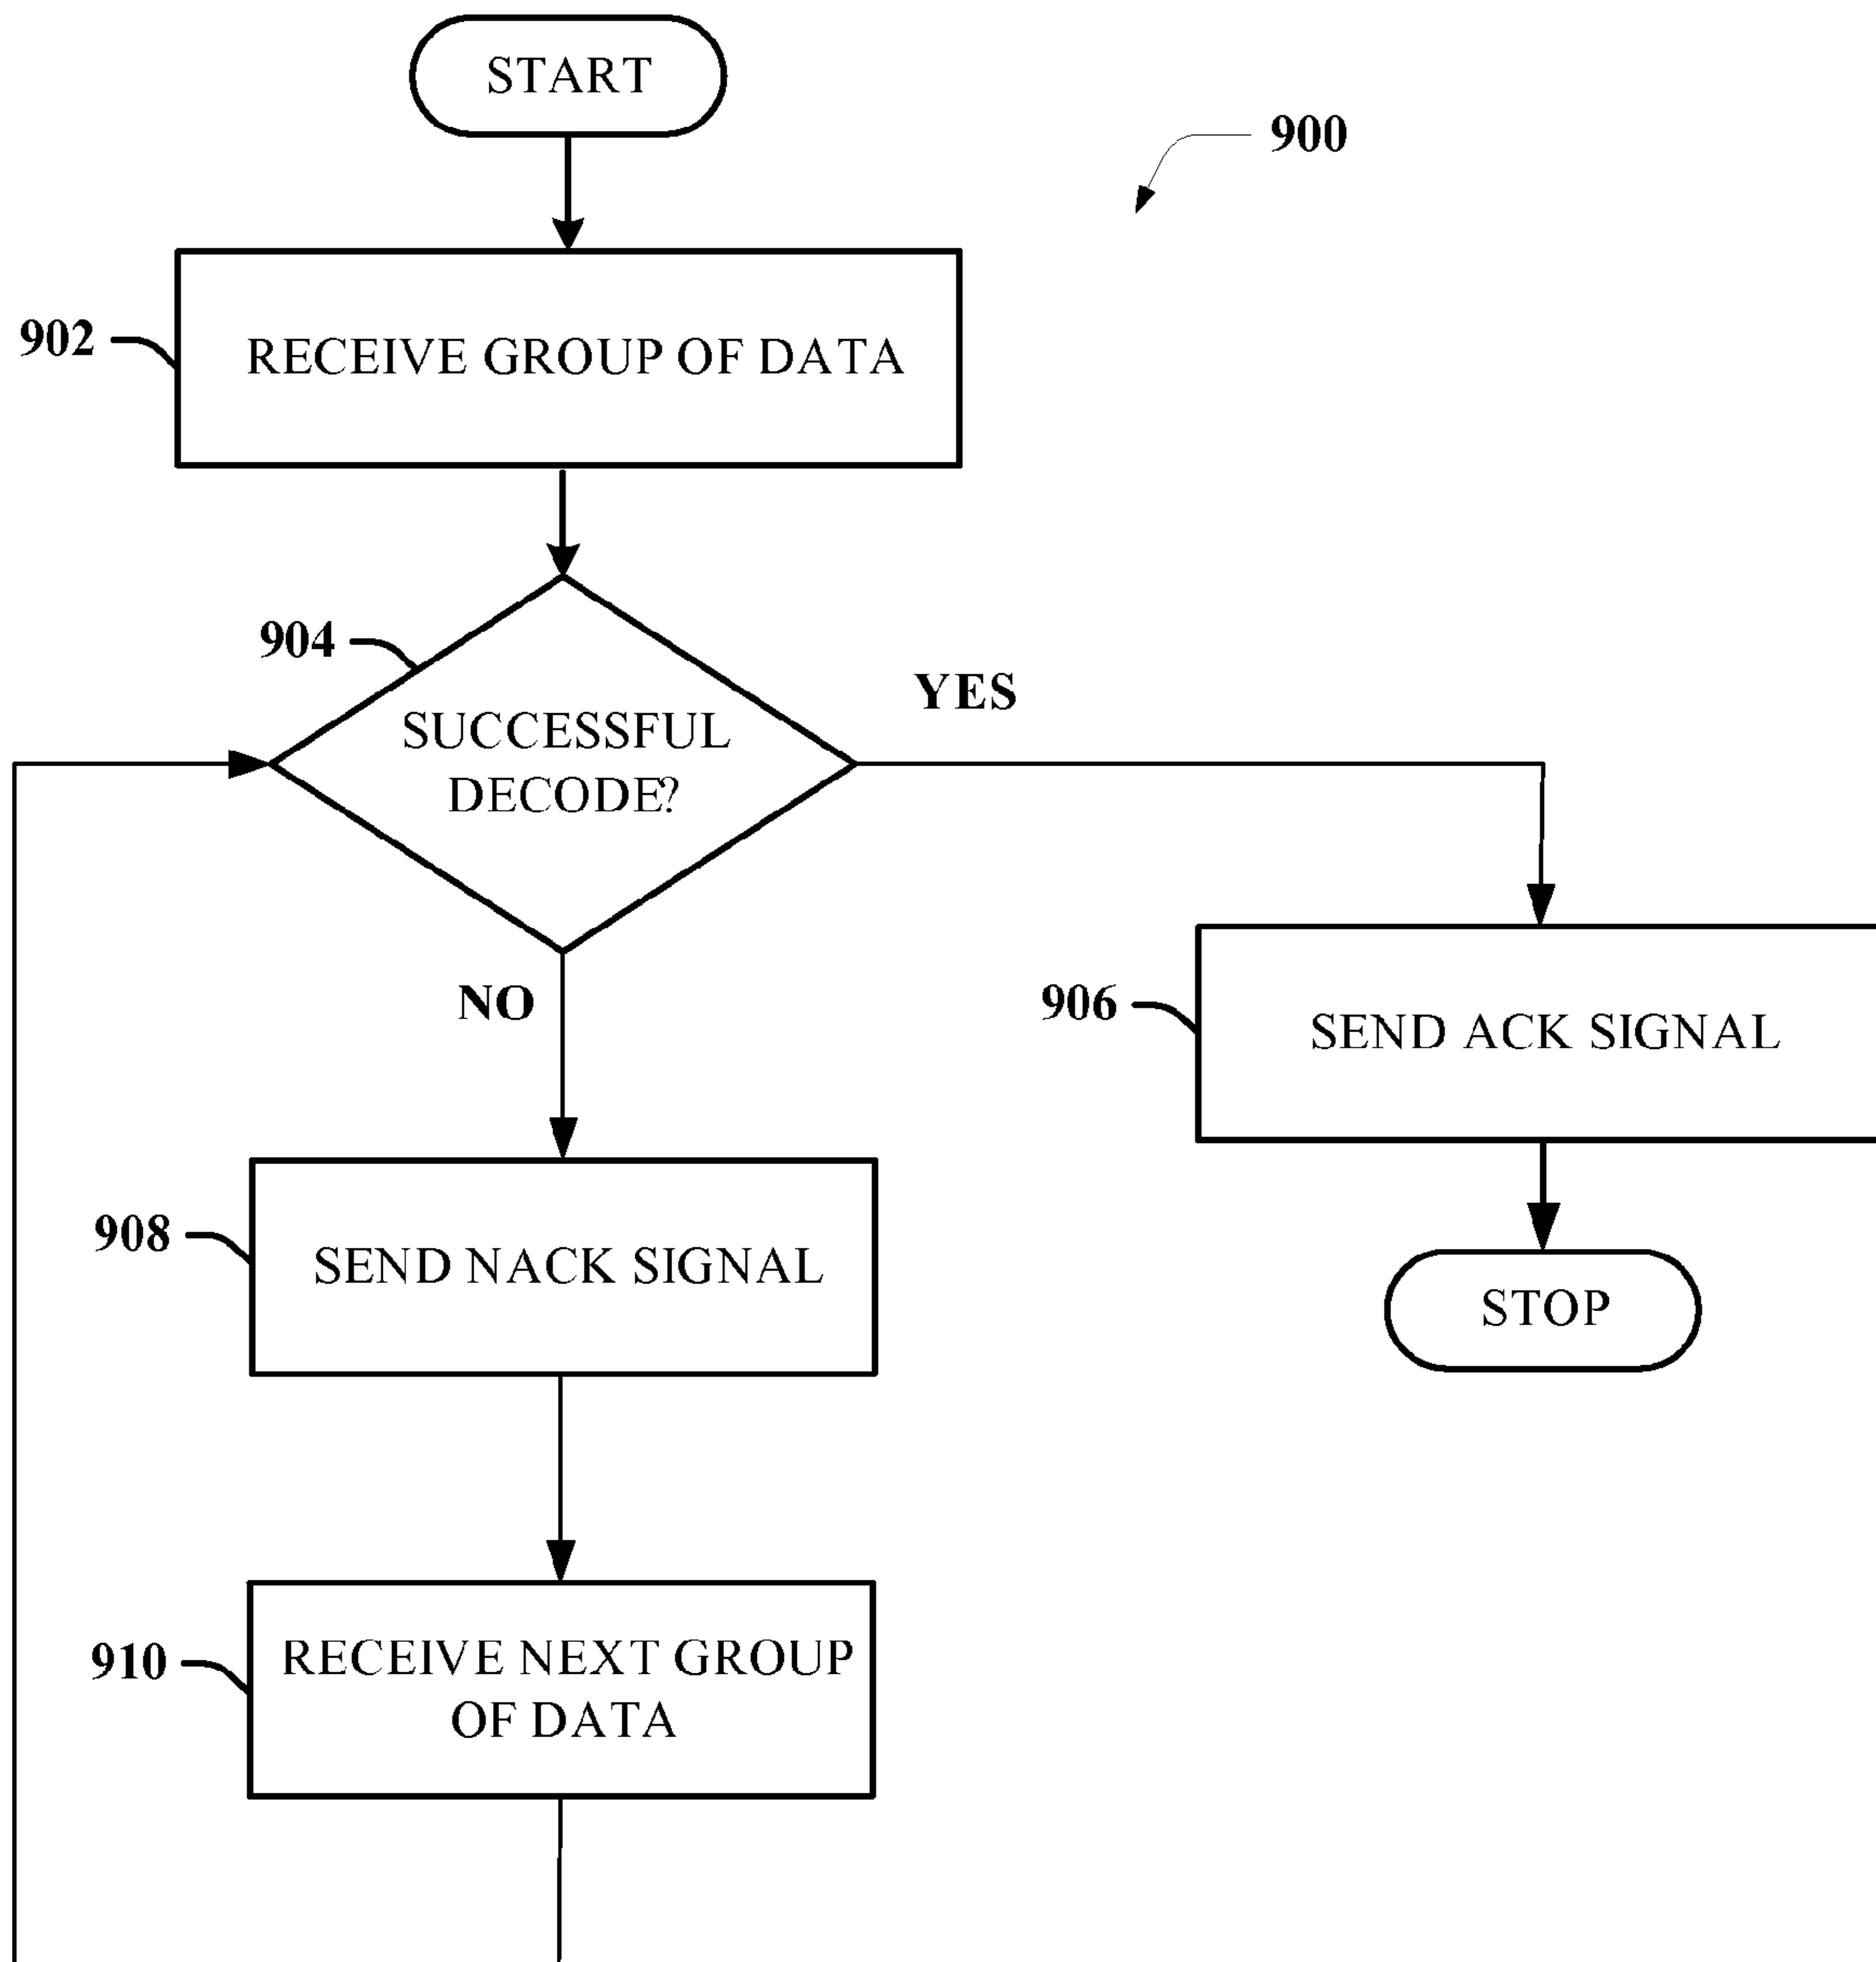 START
900
902
RECEIVE GROUP OF DATA
904
SUCCESSFUL
DECODE?
YES
NO
906
SEND ACK SIGNAL
908
SEND NACK SIGNAL
STOP
910
RECEIVE NEXT GROUP
OF DATA